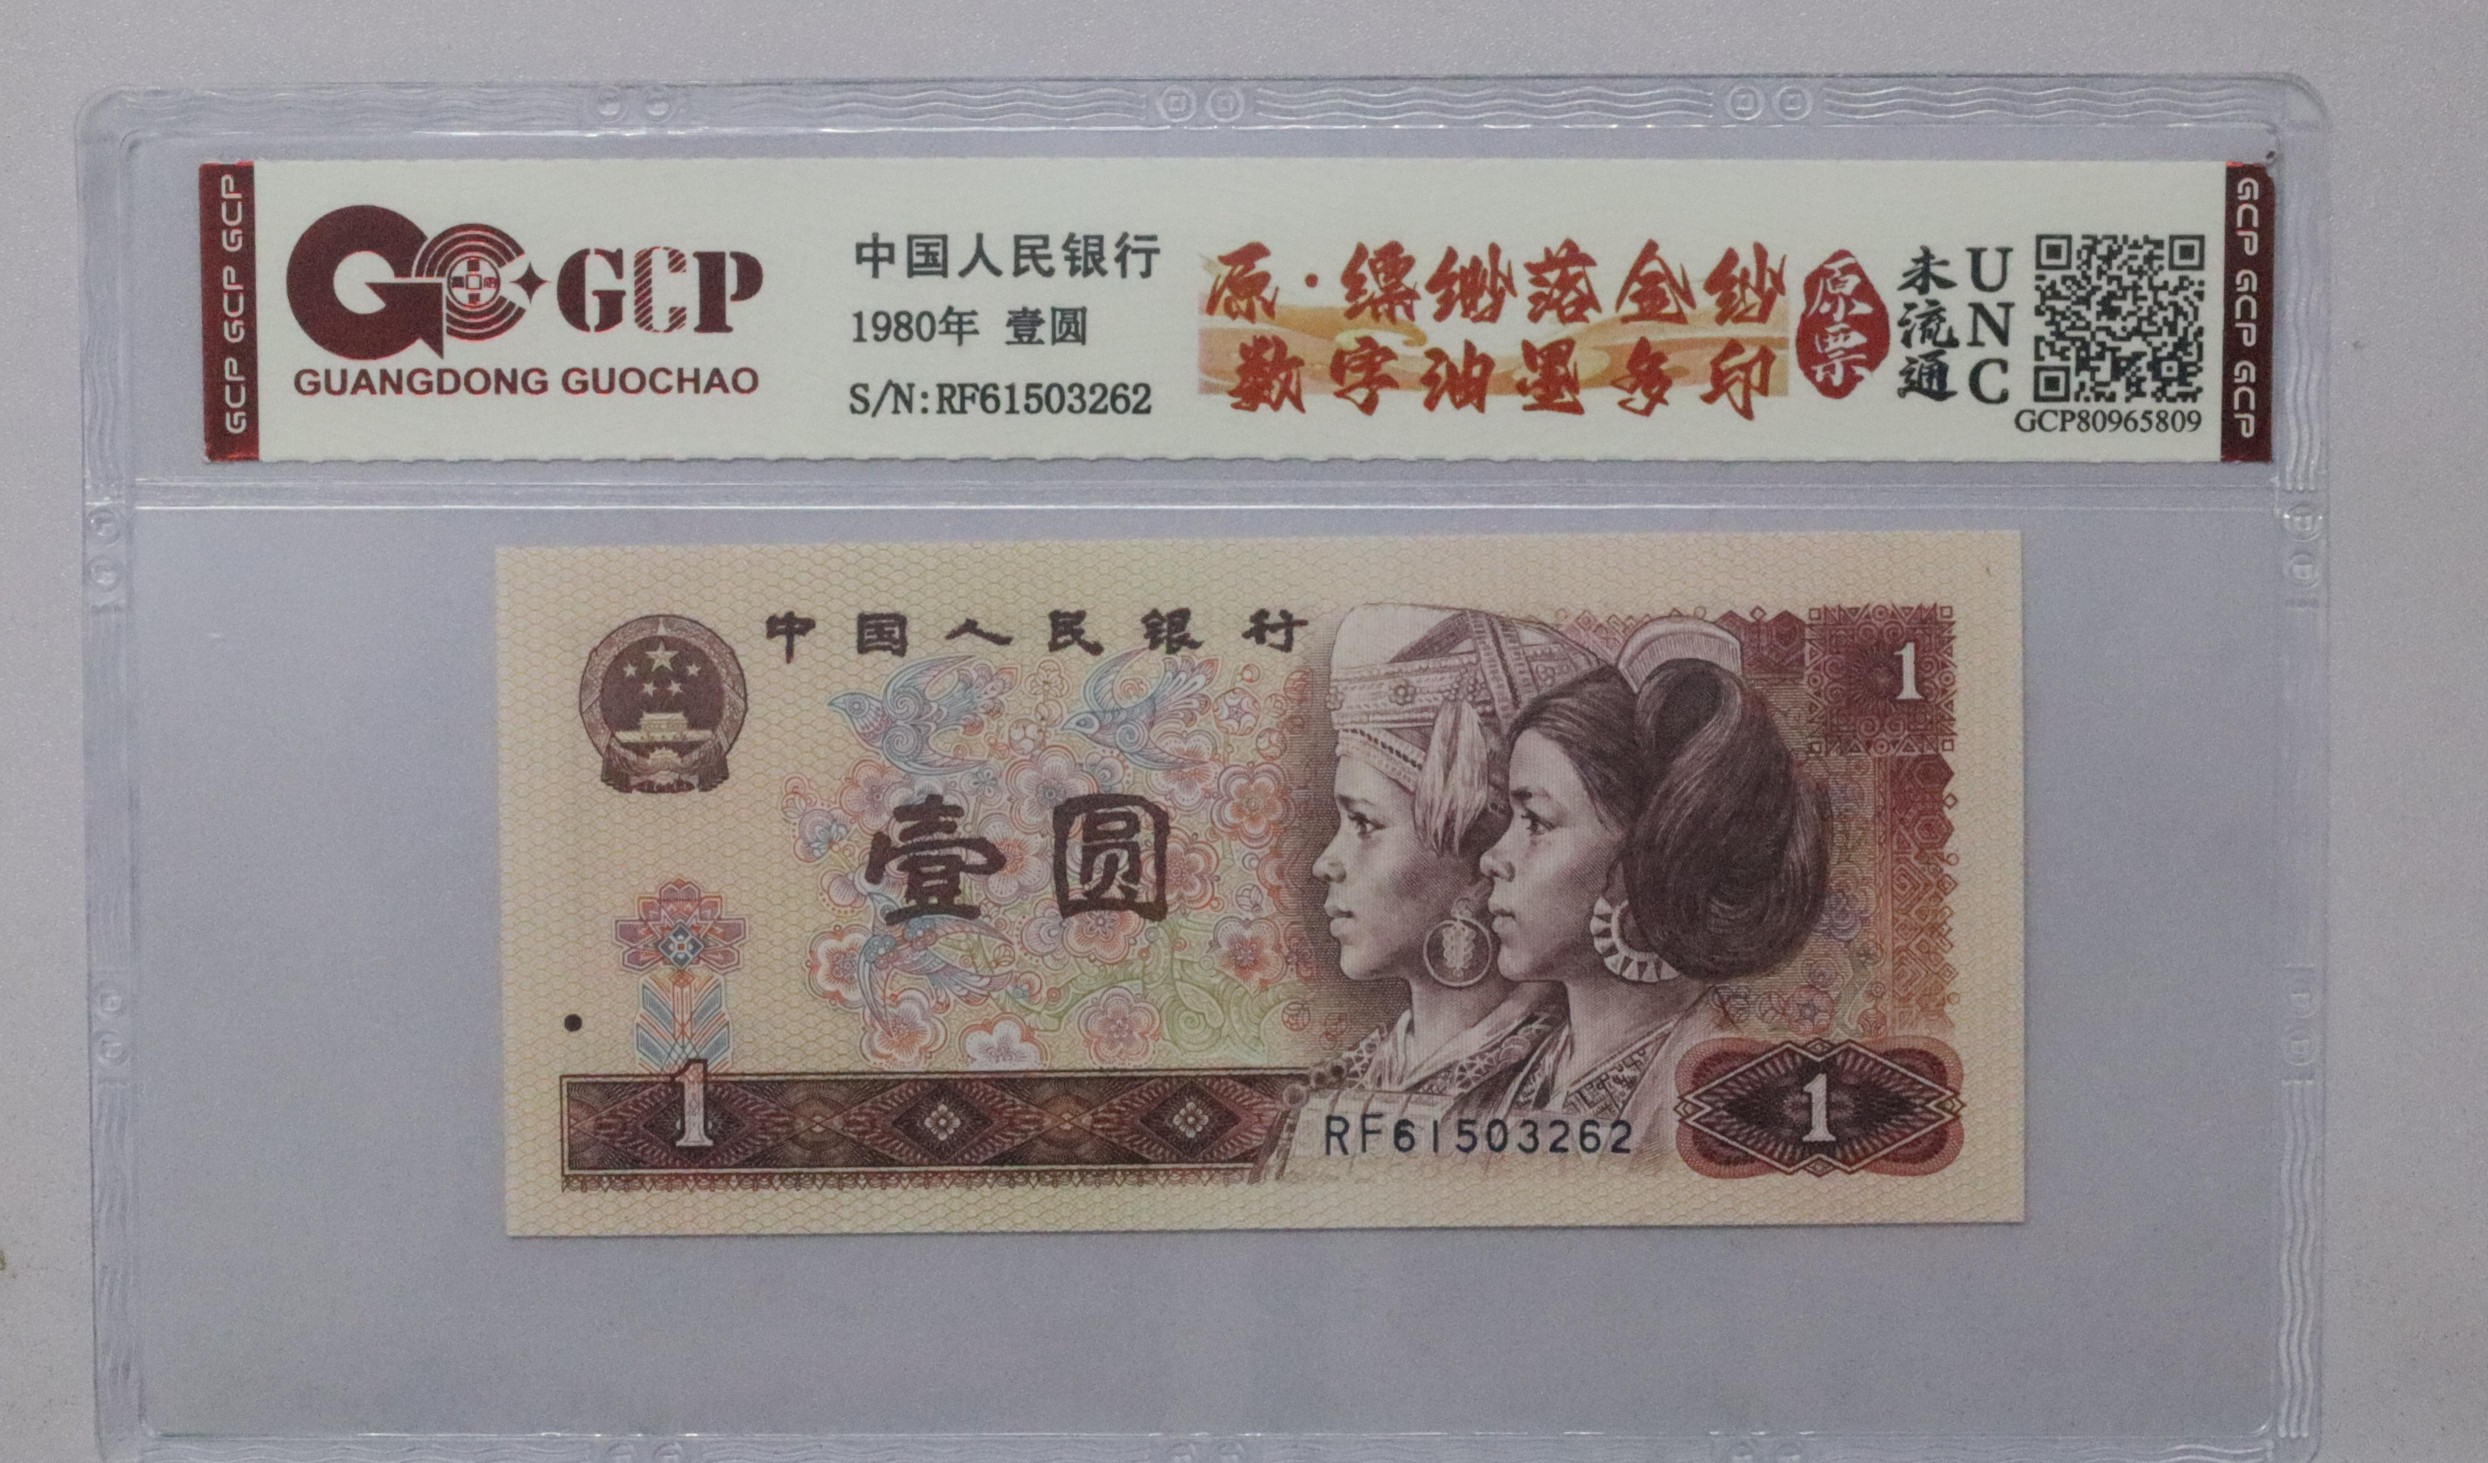 GCP GCP GCP
GCP
GUANGDONG GUOCHAO
中国人民银行
1980年 壹圆
S/N:RF61503262
原·缥缈落金纱
数字油墨多印
原票
未流通
UNC
GCP80965809
GCP GCP GCP
中国人民银行
1
壹圆
1
RF61503262
1